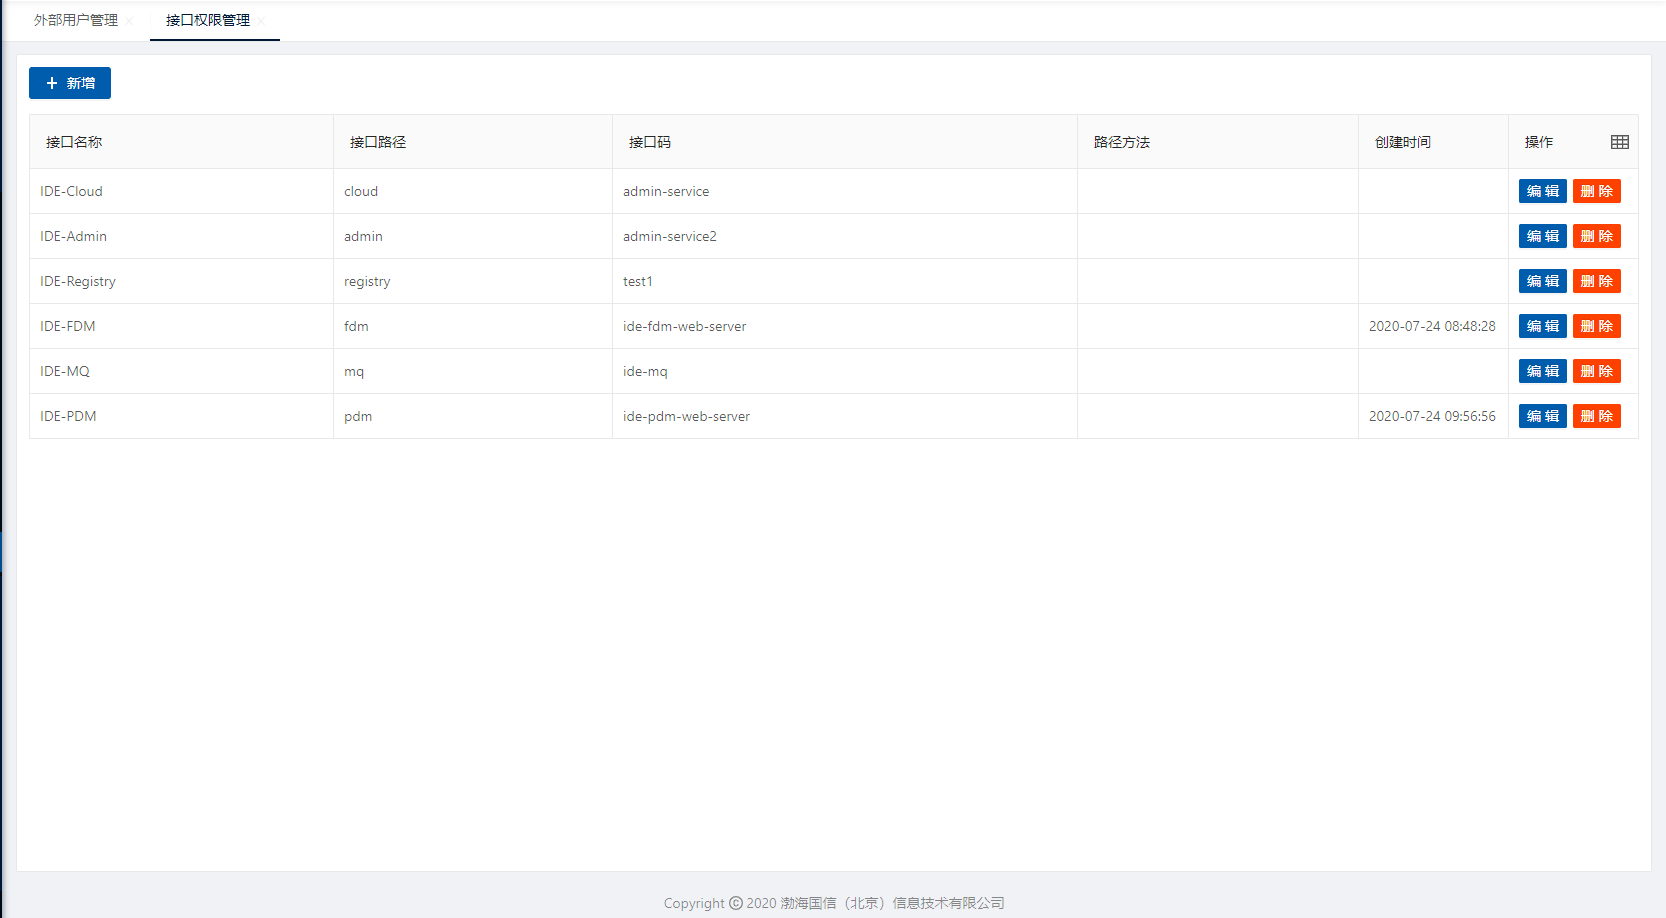 外部用户管理 接口权限管理
新增
接口名称 接口路径 接口码 路径方法 创建时间 操作
IDE-Cloud cloud admin-service 编辑 删除
IDE-Admin admin admin-service2 编辑 删除
IDE-Registry registry test1 编辑 删除
IDE-FDM fdm ide-fdm-web-server 2020-07-24 08:48:28 编辑 删除
IDE-MQ mq ide-mq 编辑 删除
IDE-PDM pdm ide-pdm-web-server 2020-07-24 09:56:56 编辑 删除
Copyright © 2020 渤海国信（北京）信息技术有限公司